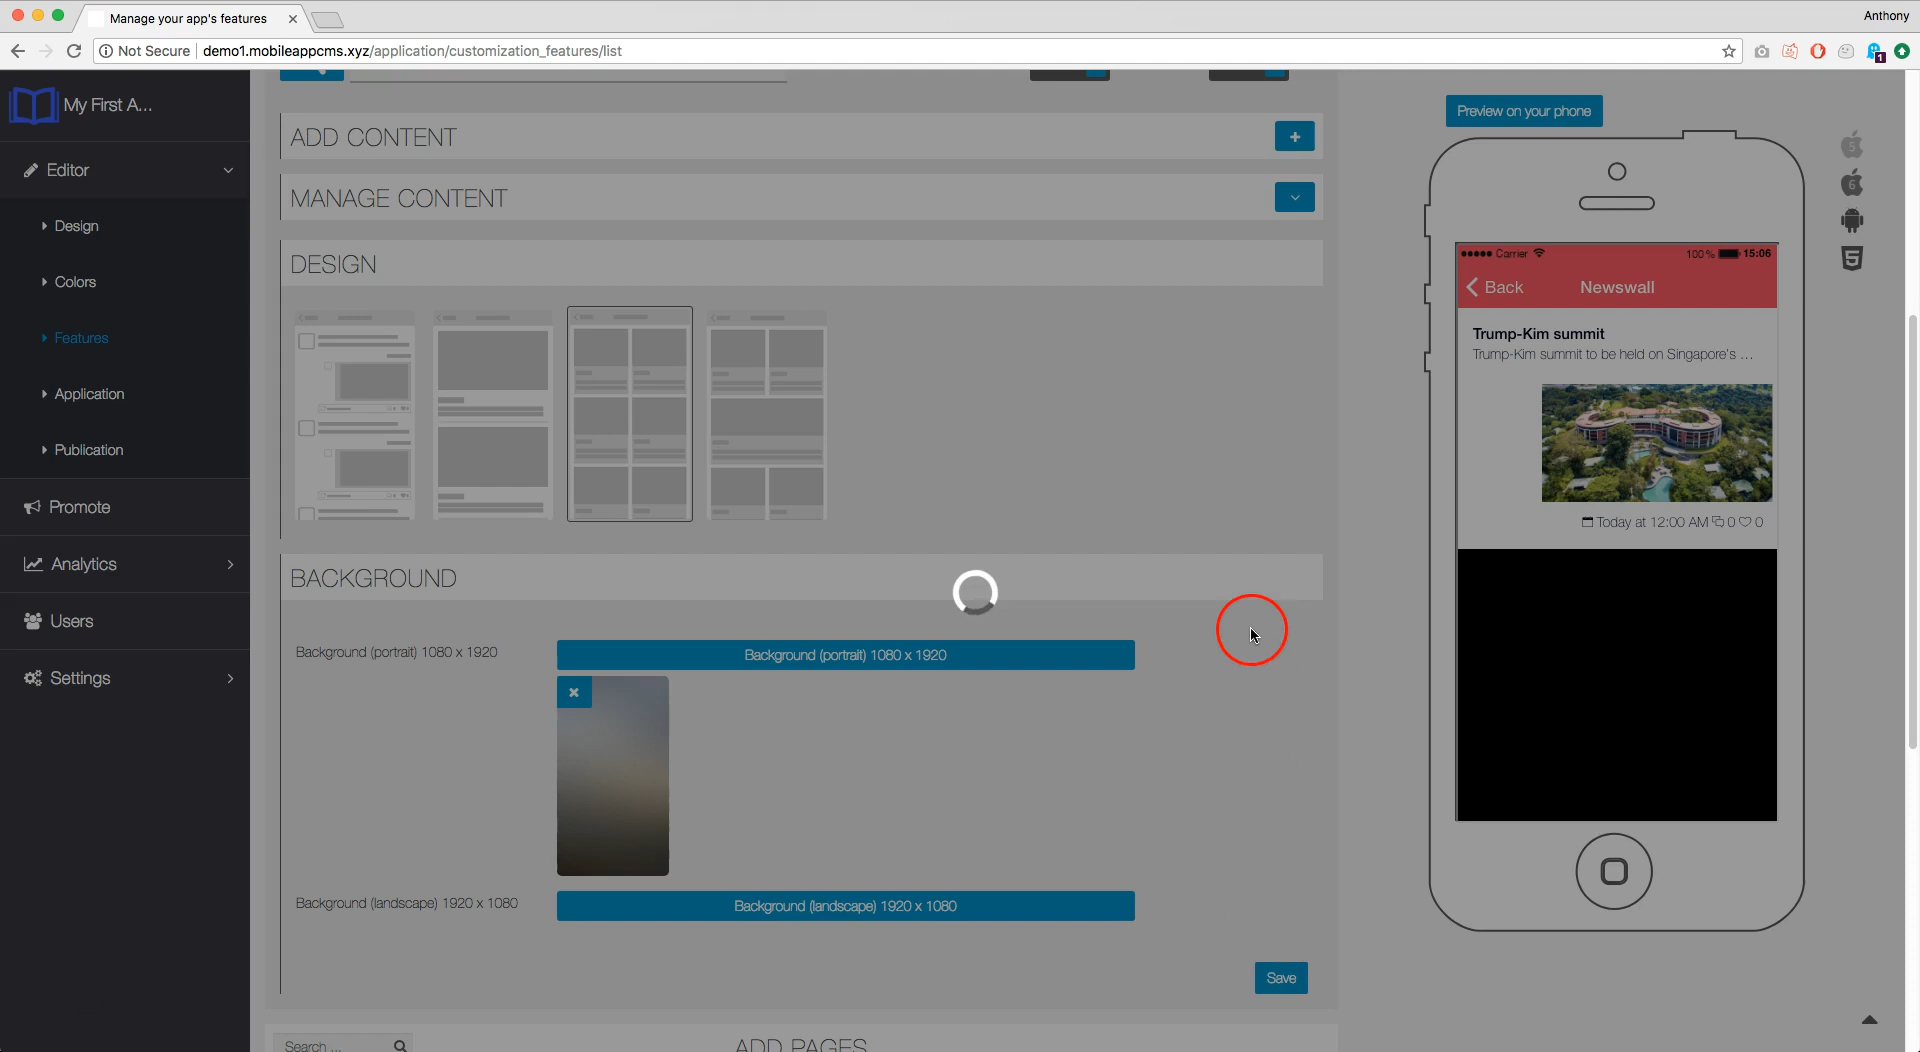 Manage your app's features
Anthony
Not Secure
demo1.mobileappcms.xyz/application/customization_features/list
1
My First A...
Editor
Design
Colors
Features
Application
Publication
Promote
Analytics
Users
Settings
ADD CONTENT
MANAGE CONTENT
DESIGN
BACKGROUND
Background (portrait) 1080 x 1920
Background (portrait) 1080 x 1920
Background (landscape) 1920 x 1080
Background (landscape) 1920 x 1080
Save
Search ...
ADD PAGES
Preview on your phone
5
6
5
Carrier
100%
15:06
Back
Newswall
Trump-Kim summit
Trump-Kim summit to be held on Singapore's ...
Today at 12:00 AM 0 0